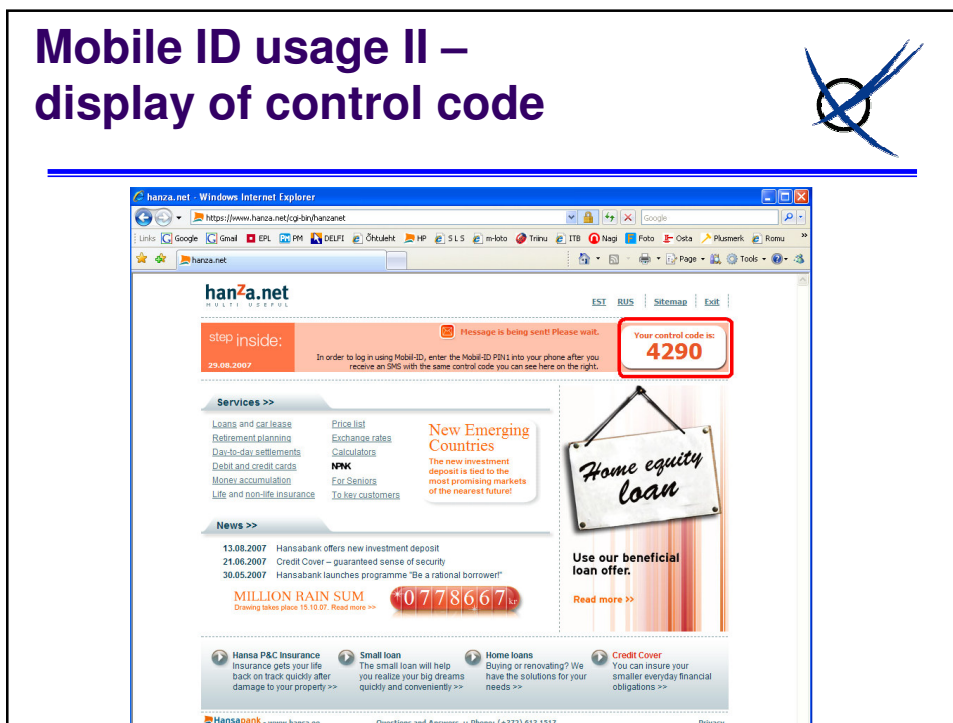 Mobile ID usage II –
display of control code
hanza.net - Windows Internet Explorer
https://www.hanza.net/cgi-bin/hanzanet
Google
Links Google Gmail EPL PM DELFI Õhtuleht HP S L S m-loto Triinu ITB Nagi Foto Osta Plusmerk Romu »
hanza.net
Page Tools
hanza.net
MULTI USEFUL
EST RUS Sitemap Exit
step inside:
29.08.2007
Message is being sent! Please wait.
In order to log in using Mobiil-ID, enter the Mobiil-ID PIN1 into your phone after you
receive an SMS with the same control code you can see here on the right.
Your control code is:
4290
Services >>
Loans and car lease
Retirement planning
Day-to-day settlements
Debit and credit cards
Money accumulation
Life and non-life insurance
Price list
Exchange rates
Calculators
NPNK
For Seniors
To key customers
New Emerging
Countries
The new investment
deposit is tied to the
most promising markets
of the nearest future!
Home equity
loan
Use our beneficial
loan offer.
Read more >>
News >>
13.08.2007 Hansabank offers new investment deposit
21.06.2007 Credit Cover – guaranteed sense of security
30.05.2007 Hansabank launches programme "Be a rational borrower!"
MILLION RAIN SUM
Drawing takes place 15.10.07. Read more >>
0778667 kr
Hansa P&C Insurance
Insurance gets your life
back on track quickly after
damage to your property >>
Small loan
The small loan will help
you realize your big dreams
quickly and conveniently >>
Home loans
Buying or renovating? We
have the solutions for your
needs >>
Credit Cover
You can insure your
smaller everyday financial
obligations >>